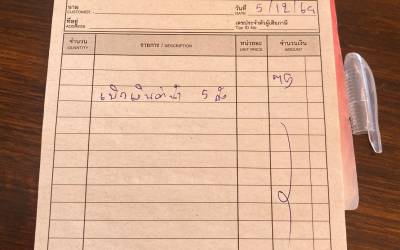 นาม
CUSTOMER
วันที่ 5/12/69
DATE
ที่อยู่
ADDRESS
เลขประจำตัวผู้เสียภาษี
Tax ID No.
จำนวน รายการ / DESCRIPTION หน่วยละ จำนวนเงิน
QUANTITY UNIT PRICE AMOUNT
5 ถัง